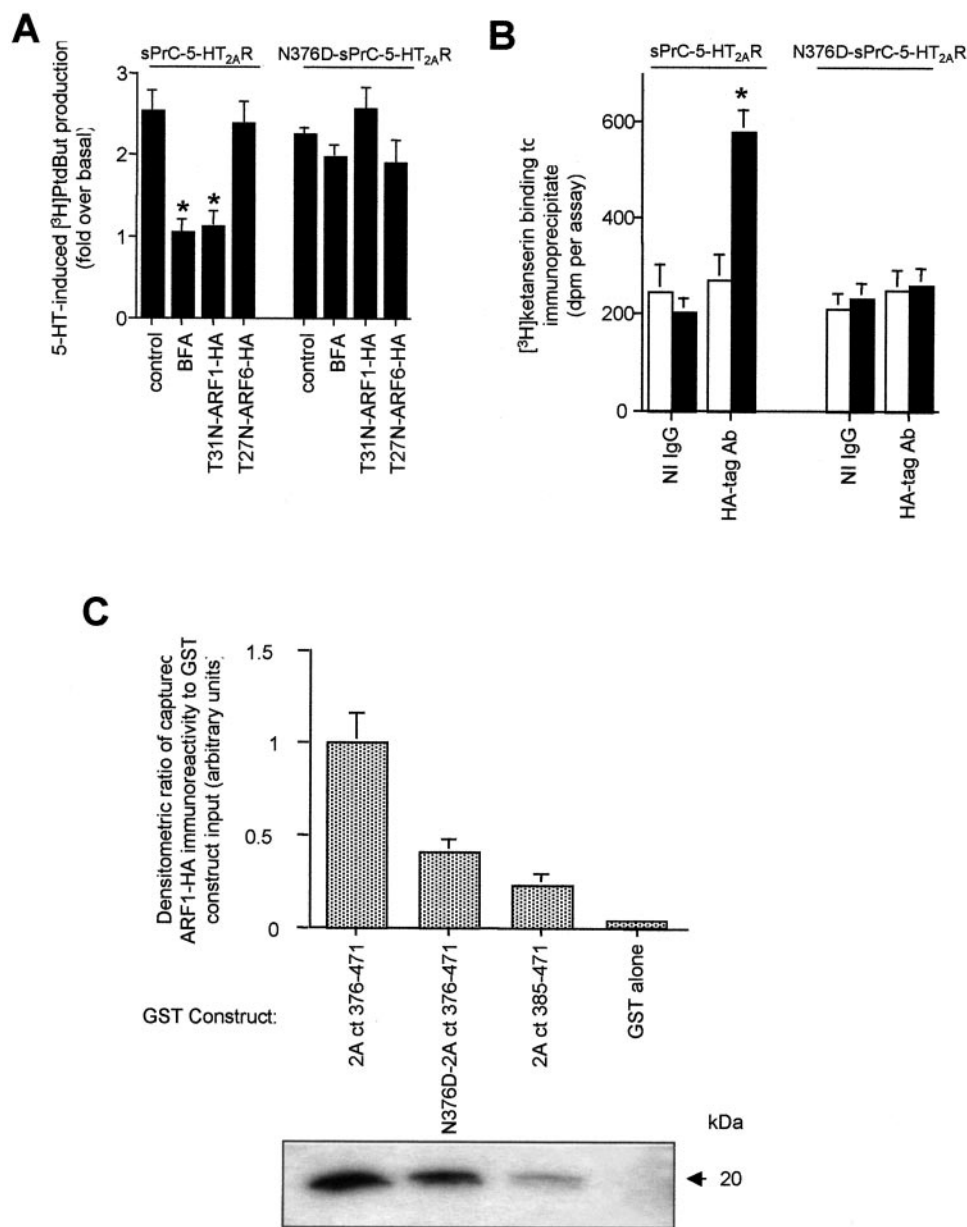 A
sPrC-5-HT2AR
N376D-sPrC-5-HT2AR
5-HT-induced [³H]PtdBut production
(fold over basal)
3
2
1
0
*
*
control
BFA
T31N-ARF1-HA
T27N-ARF6-HA
control
BFA
T31N-ARF1-HA
T27N-ARF6-HA
B
sPrC-5-HT2AR
N376D-sPrC-5-HT2AR
[³H]ketanserin binding to
immunoprecipitate
(dpm per assay)
600
400
200
0
*
NI IgG
HA-tag Ab
NI IgG
HA-tag Ab
C
Densitometric ratio of captured
ARF1-HA immunoreactivity to GST
construct input (arbitrary units)
1.5
1
0.5
0
GST Construct:
2A ct 376-471
N376D-2A ct 376-471
2A ct 385-471
GST alone
kDa
20